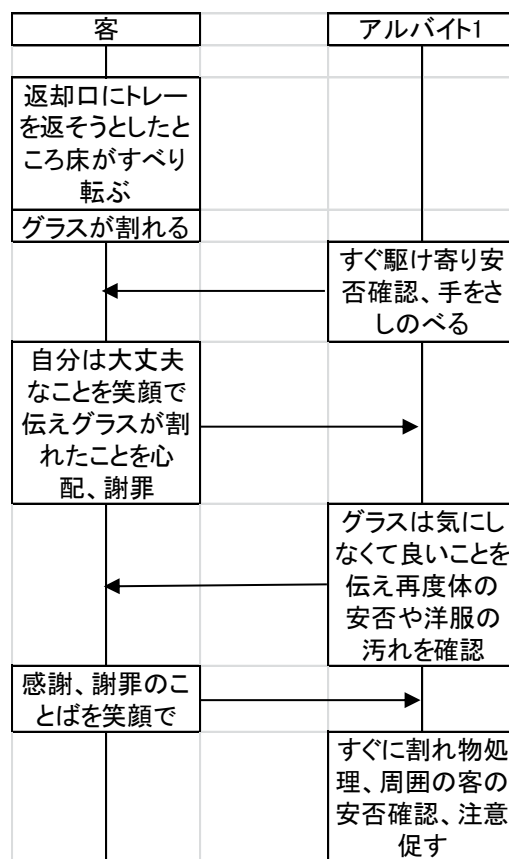 客
アルバイト1
返却口にトレー
を返そうとしたと
ころ床がすべり
転ぶ
グラスが割れる
すぐ駆け寄り安
否確認、手をさ
しのべる
自分は大丈夫
なことを笑顔で
伝えグラスが割
れたことを心
配、謝罪
グラスは気にし
なくて良いことを
伝え再度体の
安否や洋服の
汚れを確認
感謝、謝罪のこ
とばを笑顔で
すぐに割れ物処
理、周囲の客の
安否確認、注意
促す